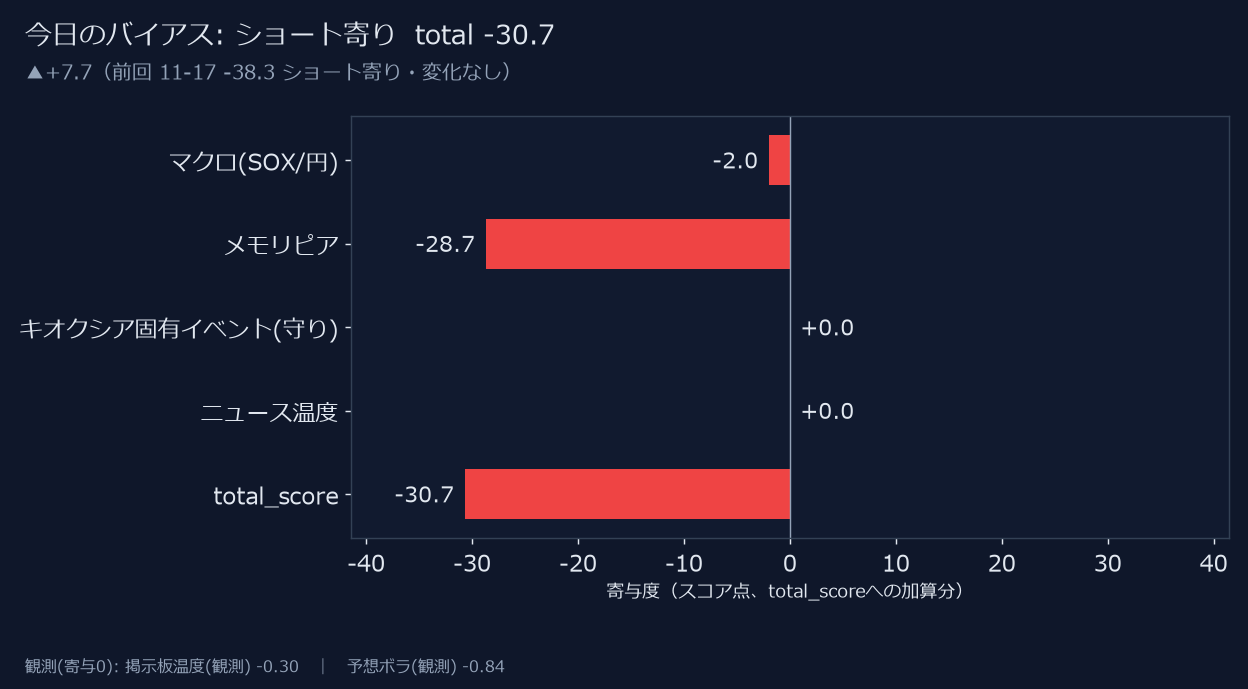 今日のバイアス: ショート寄り total -30.7
▲+7.7（前回 11-17 -38.3 ショート寄り・変化なし）
マクロ(SOX/円)
-2.0
メモリピア
-28.7
キオクシア固有イベント(守り)
+0.0
ニュース温度
+0.0
total_score
-30.7
-40 -30 -20 -10 0 10 20 30 40
寄与度（スコア点、total_scoreへの加算分）
観測(寄与0): 掲示板温度(観測) -0.30 ｜ 予想ボラ(観測) -0.84